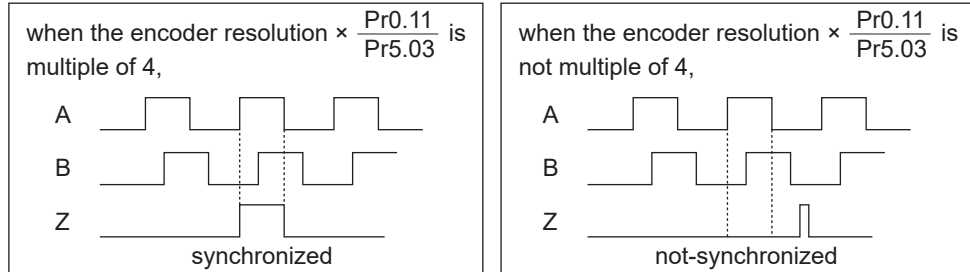 when the encoder resolution × Pr0.11/Pr5.03 is
multiple of 4,
A
B
Z
synchronized
when the encoder resolution × Pr0.11/Pr5.03 is
not multiple of 4,
A
B
Z
not-synchronized